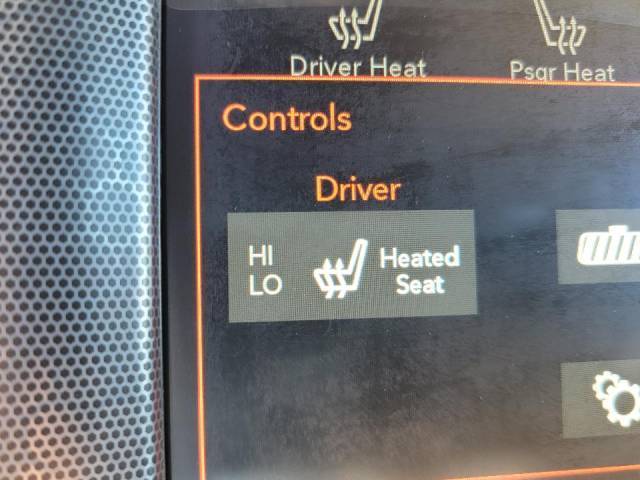 Driver Heat
Psgr Heat
Controls
Driver
HI
LO
Heated
Seat